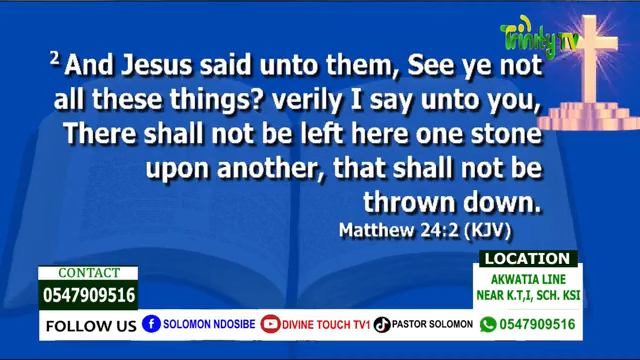 Trinity TV
2 And Jesus said unto them, See ye not
all these things? verily I say unto you,
There shall not be left here one stone
upon another, that shall not be
thrown down.
Matthew 24:2 (KJV)
CONTACT
0547909516
LOCATION
AKWATIA LINE
NEAR K.T,I, SCH. KSI
FOLLOW US
SOLOMON NDOSIBE
DIVINE TOUCH TV1
PASTOR SOLOMON
0547909516